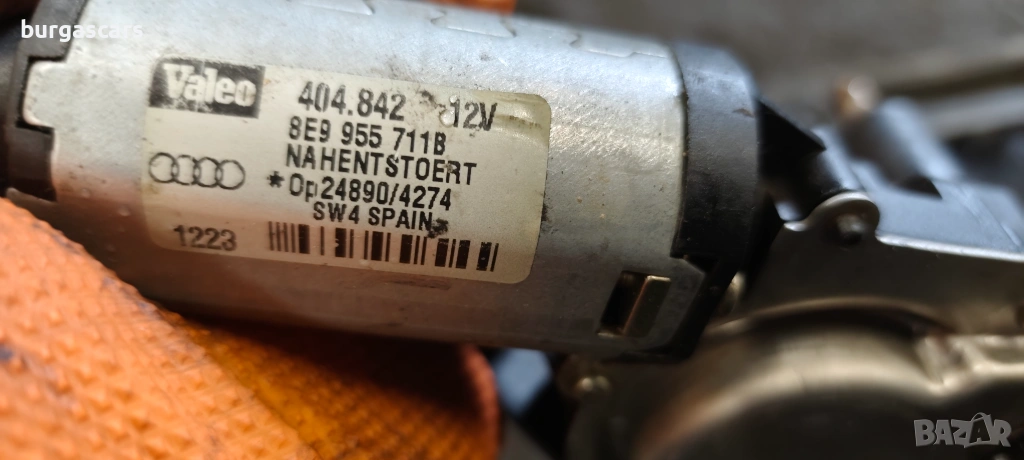 burgascars
Valeo
404.842 12V
8E9 955 711B
NAHENTSTOERT
*Op24890/4274
SW4 SPAIN
1223
BAZAR